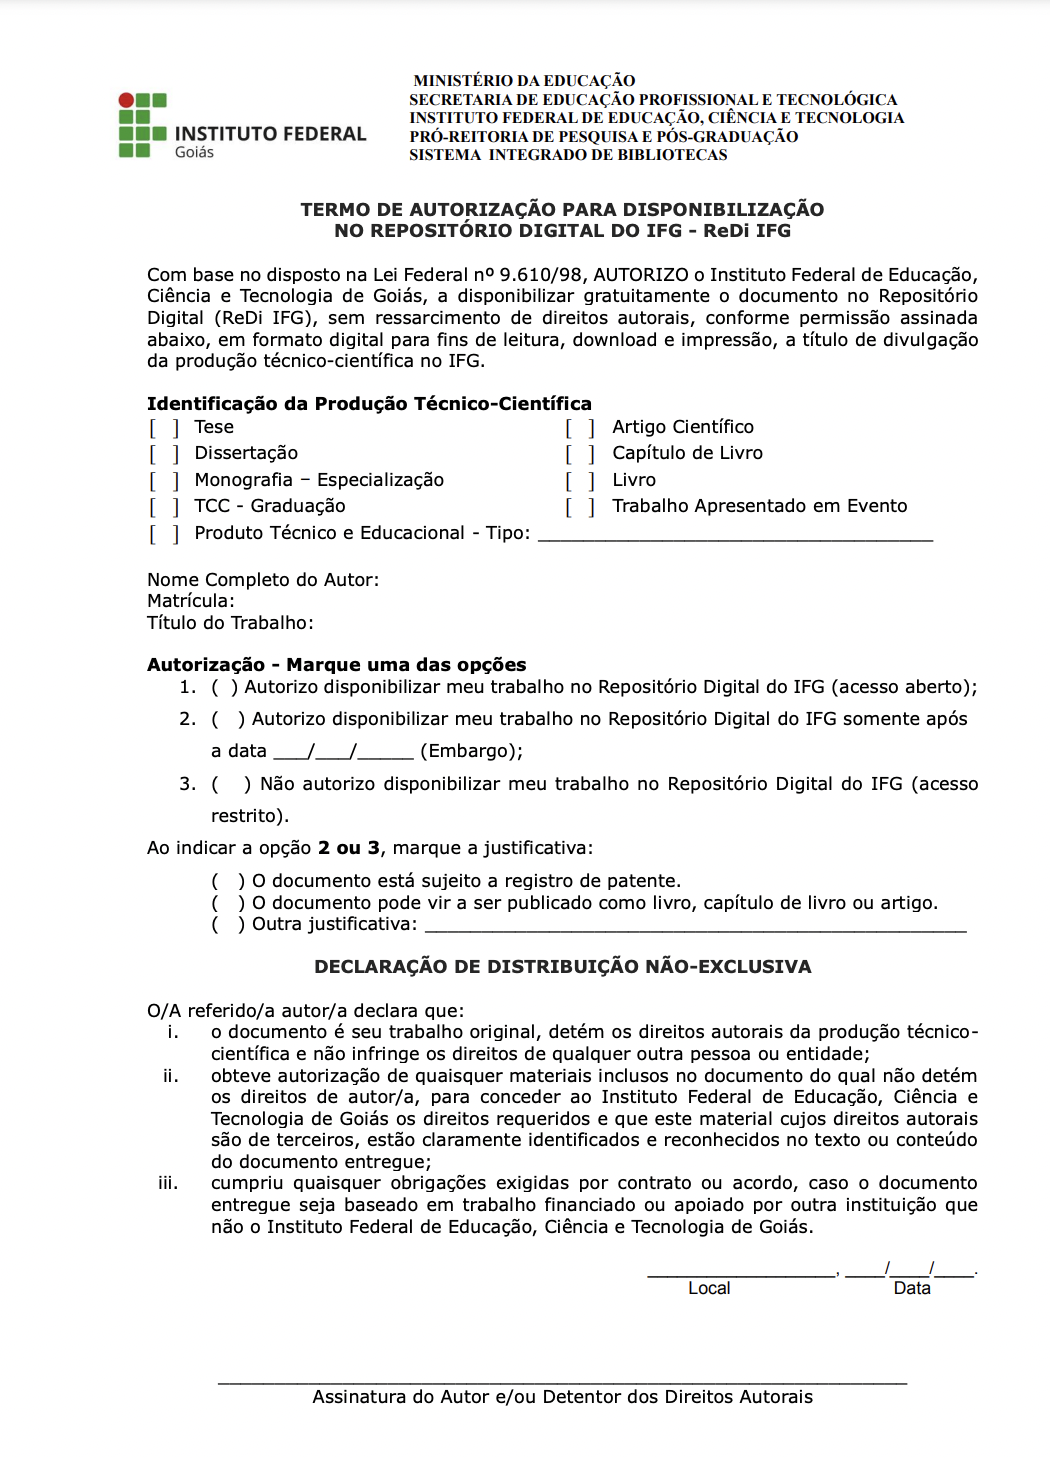 INSTITUTO FEDERAL
Goiás
MINISTÉRIO DA EDUCAÇÃO
SECRETARIA DE EDUCAÇÃO PROFISSIONAL E TECNOLÓGICA
INSTITUTO FEDERAL DE EDUCAÇÃO, CIÊNCIA E TECNOLOGIA
PRÓ-REITORIA DE PESQUISA E PÓS-GRADUAÇÃO
SISTEMA INTEGRADO DE BIBLIOTECAS
TERMO DE AUTORIZAÇÃO PARA DISPONIBILIZAÇÃO
NO REPOSITÓRIO DIGITAL DO IFG - ReDi IFG
Com base no disposto na Lei Federal nº 9.610/98, AUTORIZO o Instituto Federal de Educação,
Ciência e Tecnologia de Goiás, a disponibilizar gratuitamente o documento no Repositório
Digital (ReDi IFG), sem ressarcimento de direitos autorais, conforme permissão assinada
abaixo, em formato digital para fins de leitura, download e impressão, a título de divulgação
da produção técnico-científica no IFG.
Identificação da Produção Técnico-Científica
[ ] Tese
[ ] Artigo Científico
[ ] Dissertação
[ ] Capítulo de Livro
[ ] Monografia – Especialização
[ ] Livro
[ ] TCC - Graduação
[ ] Trabalho Apresentado em Evento
[ ] Produto Técnico e Educacional - Tipo: ___________________________________
Nome Completo do Autor:
Matrícula:
Título do Trabalho:
Autorização - Marque uma das opções
1. ( ) Autorizo disponibilizar meu trabalho no Repositório Digital do IFG (acesso aberto);
2. ( ) Autorizo disponibilizar meu trabalho no Repositório Digital do IFG somente após
a data ___/___/_____ (Embargo);
3. ( ) Não autorizo disponibilizar meu trabalho no Repositório Digital do IFG (acesso
restrito).
Ao indicar a opção 2 ou 3, marque a justificativa:
( ) O documento está sujeito a registro de patente.
( ) O documento pode vir a ser publicado como livro, capítulo de livro ou artigo.
( ) Outra justificativa: ________________________________________________
DECLARAÇÃO DE DISTRIBUIÇÃO NÃO-EXCLUSIVA
O/A referido/a autor/a declara que:
i. o documento é seu trabalho original, detém os direitos autorais da produção técnico-
científica e não infringe os direitos de qualquer outra pessoa ou entidade;
ii. obteve autorização de quaisquer materiais inclusos no documento do qual não detém
os direitos de autor/a, para conceder ao Instituto Federal de Educação, Ciência e
Tecnologia de Goiás os direitos requeridos e que este material cujos direitos autorais
são de terceiros, estão claramente identificados e reconhecidos no texto ou conteúdo
do documento entregue;
iii. cumpriu quaisquer obrigações exigidas por contrato ou acordo, caso o documento
entregue seja baseado em trabalho financiado ou apoiado por outra instituição que
não o Instituto Federal de Educação, Ciência e Tecnologia de Goiás.
___________________, ____/____/____.
Local Data
_____________________________________________________________
Assinatura do Autor e/ou Detentor dos Direitos Autorais